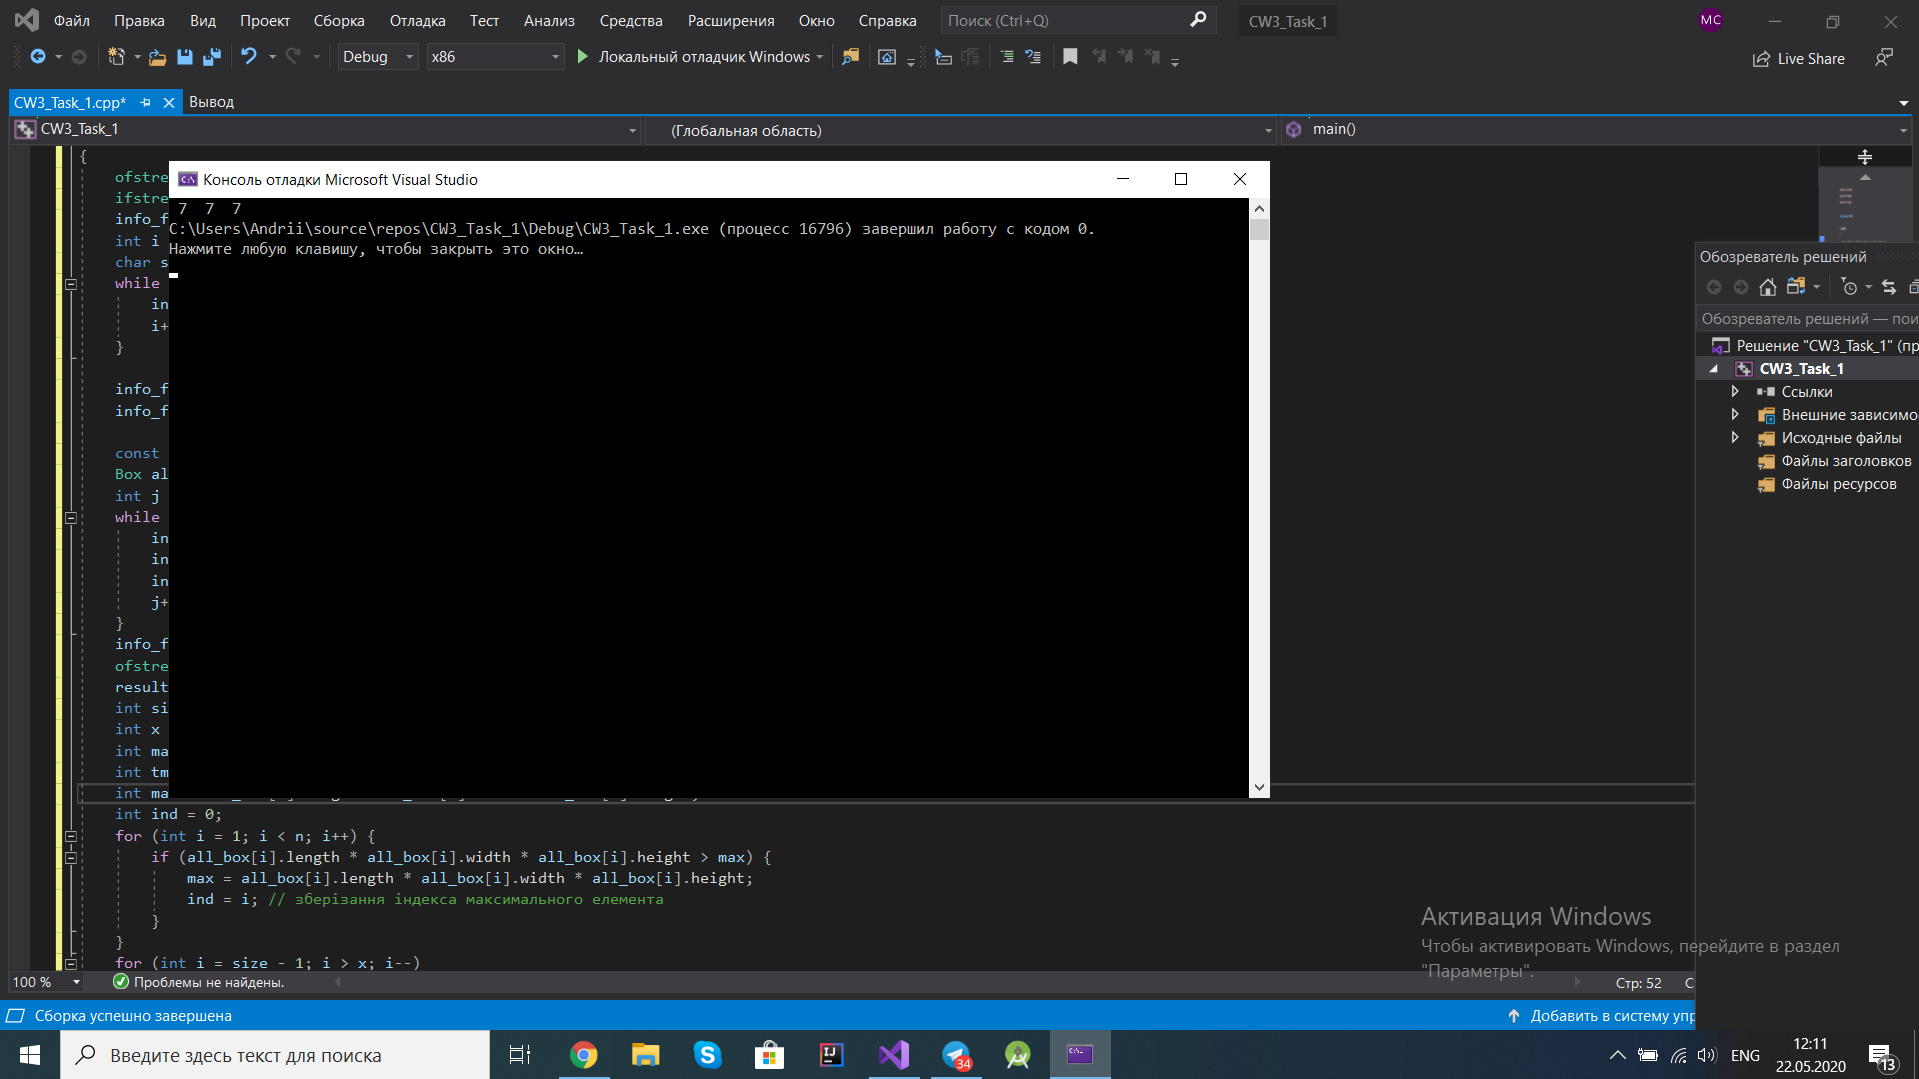 Файл Правка Вид Проект Сборка Отладка Тест Анализ Средства Расширения Окно Справка Поиск (Ctrl+Q) CW3_Task_1 MC
Debug x86 Локальный отладчик Windows Live Share
CW3_Task_1.cpp* Вывод
CW3_Task_1 (Глобальная область) main()
{
ofstre
ifstre
info_f
int i
char s
while
in
i+
}
info_f
info_f
const
Box al
int j
while
in
in
in
j+
}
info_f
ofstre
result
int si
int x
int ma
int tm
int ma
int ind = 0;
for (int i = 1; i < n; i++) {
if (all_box[i].length * all_box[i].width * all_box[i].height > max) {
max = all_box[i].length * all_box[i].width * all_box[i].height;
ind = i; // зберізання індекса максимального елемента
}
}
for (int i = size - 1; i > x; i--)
Консоль отладки Microsoft Visual Studio
7 7 7
C:\Users\Andrii\source\repos\CW3_Task_1\Debug\CW3_Task_1.exe (процесс 16796) завершил работу с кодом 0.
Нажмите любую клавишу, чтобы закрыть это окно…
Обозреватель решений
Обозреватель решений — пои
Решение "CW3_Task_1" (пр
CW3_Task_1
Ссылки
Внешние зависимо
Исходные файлы
Файлы заголовков
Файлы ресурсов
Активация Windows
Чтобы активировать Windows, перейдите в раздел
"Параметры".
100 % Проблемы не найдены. Стр: 52 С
Сборка успешно завершена Добавить в систему упр
Введите здесь текст для поиска 34 ENG 12:11
22.05.2020 13